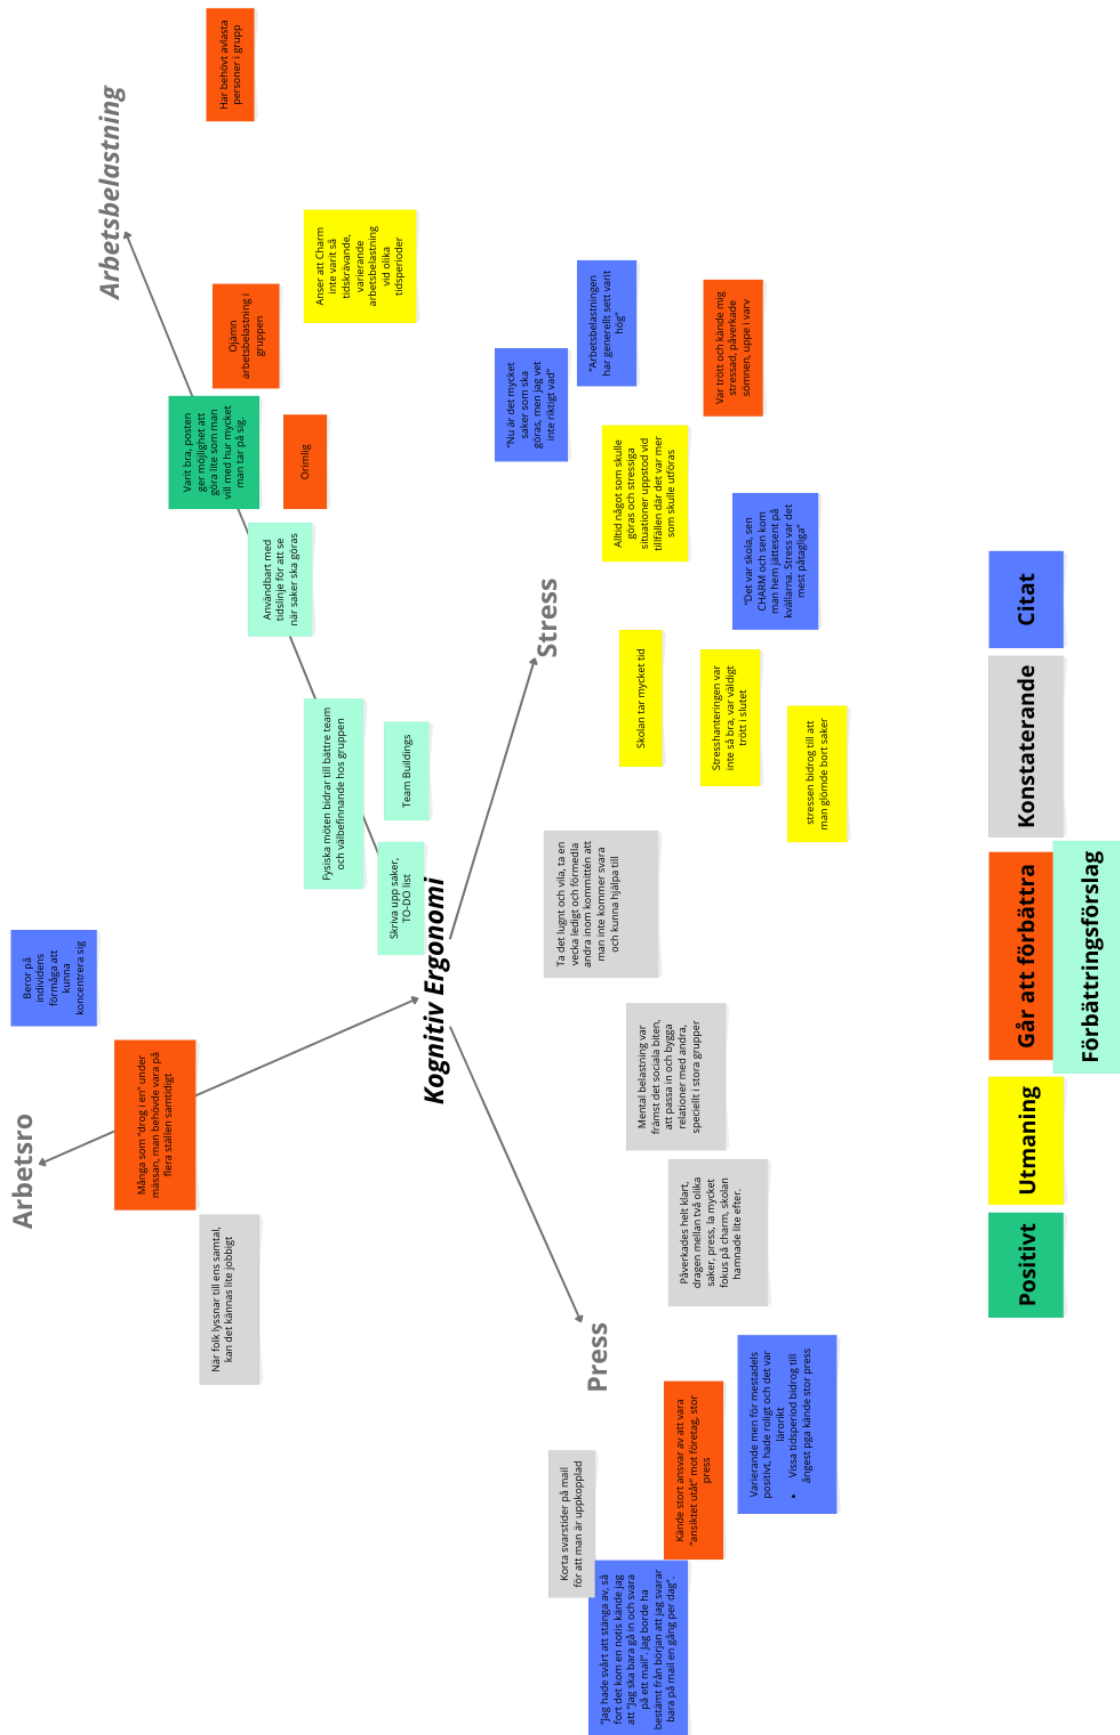 Arbetsro
När folk lyssnar till ens samtal,
kan det kännas lite jobbigt
Många som "drog i en" under
mässan, man behövde vara på
flera ställen samtidigt
Beror på
individens
förmåga att
kunna
koncentrera sig
Arbetsbelastning
Skriva upp saker,
TO-DO list
Team Buildings
Fysiska möten bidrar till bättre team
och välbefinnande hos gruppen
Användbart med
tidslinje för att se
när saker ska göras
Varit bra, posten
ger möjlighet att
göra lite som man
vill med hur mycket
man tar på sig.
Orimlig
Ojämn
arbetsbelastning i
gruppen
Anser att Charm
inte varit så
tidskrävande,
varierande
arbetsbelastning
vid olika
tidsperioder
Har behövt avlasta
personer i grupp
Kognitiv Ergonomi
Press
Korta svarstider på mail
för att man är uppkopplad
"Jag hade svårt att stänga av, så
fort det kom en notis kände jag
att "jag ska bara gå in och svara
på ett mail". Jag borde ha
bestämt från början att jag svarar
bara på mail en gång per dag".
Kände stort ansvar av att vara
"ansiktet utåt" mot företag, stor
press
Varierande men för mestadels
positivt, hade roligt och det var
lärorikt
• Vissa tidsperiod bidrog till
ångest pga kände stor press
Påverkades helt klart,
dragen mellan två olika
saker, press, la mycket
fokus på charm, skolan
hamnade lite efter.
Mental belastning var
främst det sociala biten,
att passa in och bygga
relationer med andra,
speciellt i stora grupper
Ta det lugnt och vila, ta en
vecka ledigt och förmedla
andra inom kommittén att
man inte kommer svara
och kunna hjälpa till
Stress
Skolan tar mycket tid
Stresshanteringen var
inte så bra, var väldigt
trött i slutet
stressen bidrog till att
man glömde bort saker
"Nu är det mycket
saker som ska
göras, men jag vet
inte riktigt vad"
"Arbetsbelastningen
har generellt sett varit
hög"
Alltid något som skulle
göras och stressiga
situationer uppstod vid
tillfällen där det var mer
som skulle utföras
Var trött och kände mig
stressad, påverkade
sömnen, uppe i varv
"Det var skola, sen
CHARM och sen kom
man hem jättesent på
kvällarna. Stress var det
mest påtagliga"
Positivt
Utmaning
Går att förbättra
Konstaterande
Citat
Förbättringsförslag